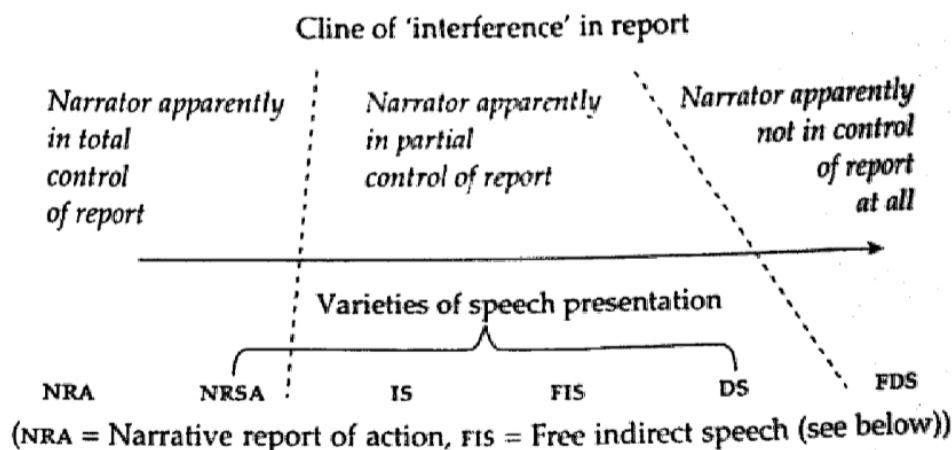 Cline of 'interference' in report
Narrator apparently
in total
control
of report
Narrator apparently
in partial
control of report
Narrator apparently
not in control
of report
at all
Varieties of speech presentation
NRA NRSA IS FIS DS FDS
(NRA = Narrative report of action, FIS = Free indirect speech (see below))